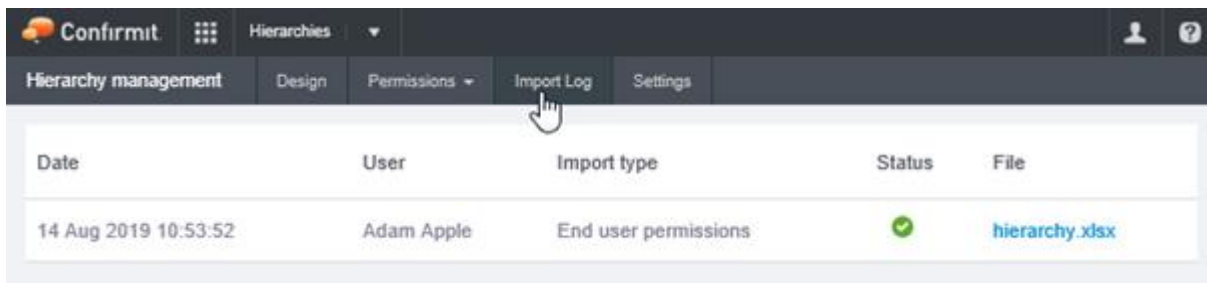 Confirmit Hierarchies
Hierarchy management Design Permissions Import Log Settings
Date User Import type Status File
14 Aug 2019 10:53:52 Adam Apple End user permissions hierarchy.xlsx